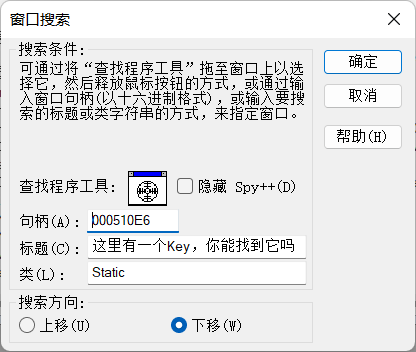 窗口搜索
搜索条件:
可通过将“查找程序工具”拖至窗口上以选
择它，然后释放鼠标按钮的方式，或通过输
入窗口句柄(以十六进制格式)，或输入要搜
索的标题或类字符串的方式，来指定窗口。
确定
取消
帮助(H)
查找程序工具:
隐藏 Spy++(D)
句柄(A): 000510E6
标题(C): 这里有一个Key，你能找到它吗
类(L): Static
搜索方向:
上移(U) 下移(W)